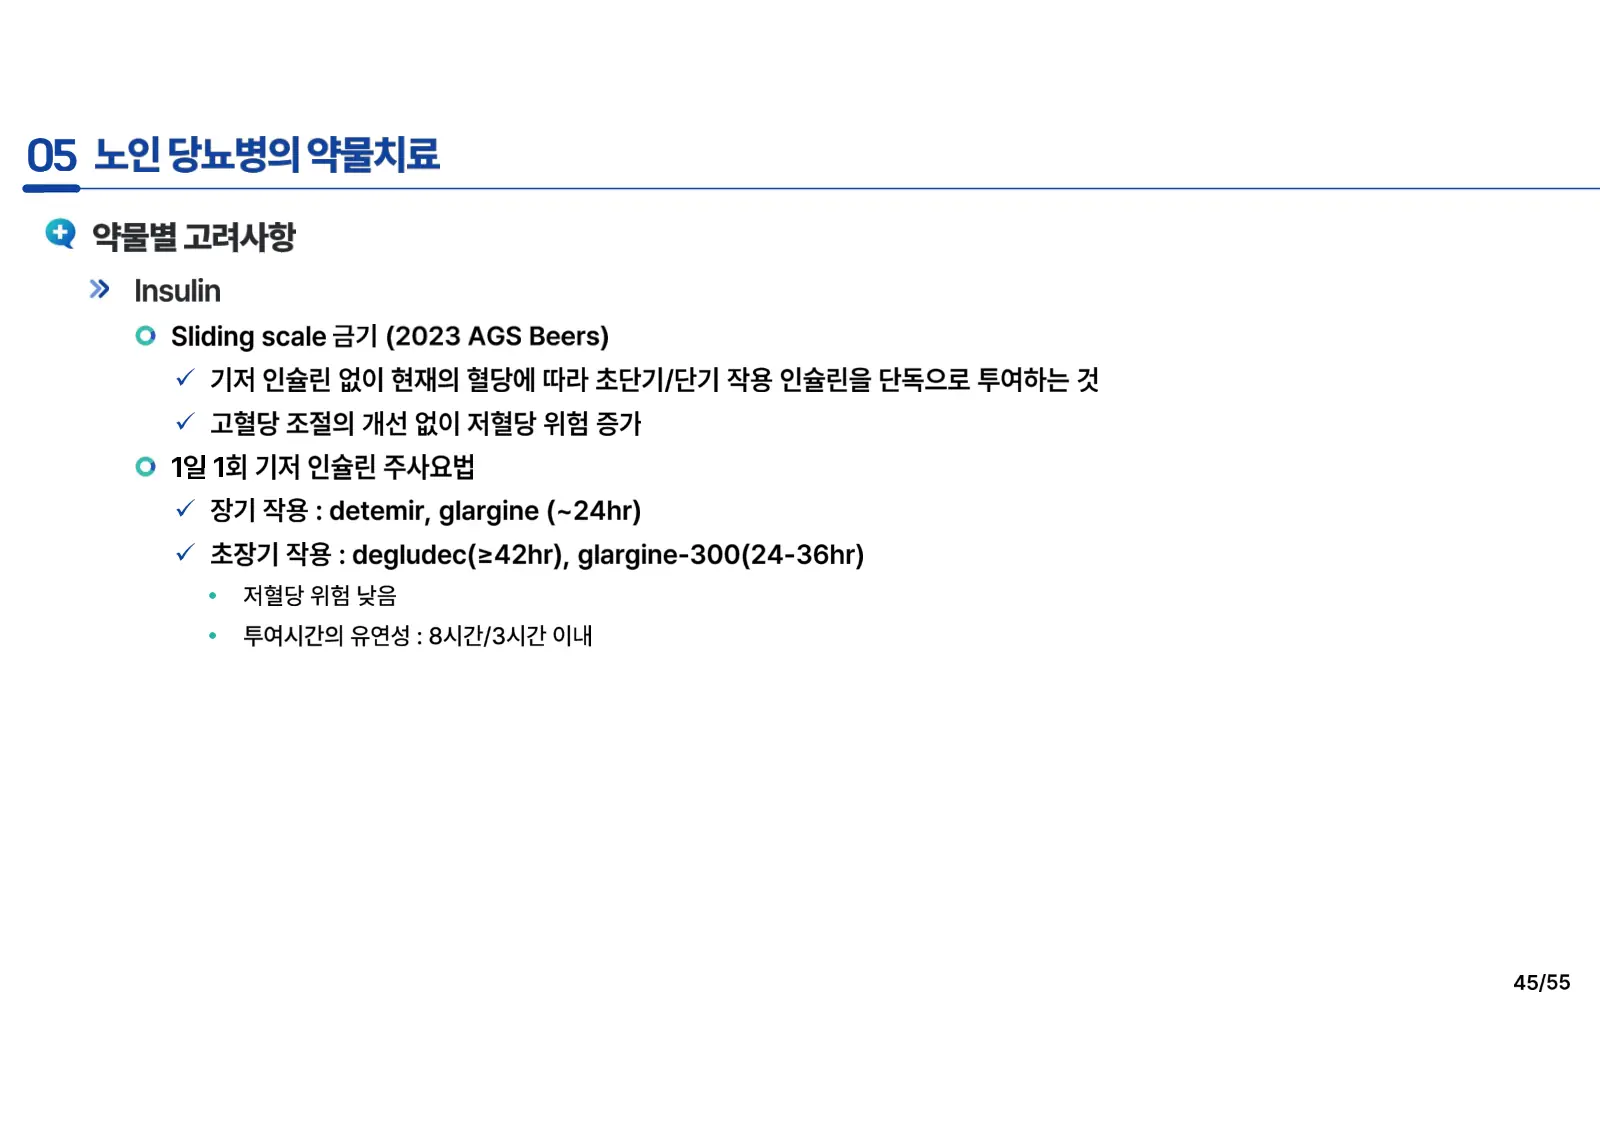 05 노인 당뇨병의 약물치료
약물별 고려사항
Insulin
Sliding scale 금기 (2023 AGS Beers)
기저 인슐린 없이 현재의 혈당에 따라 초단기/단기 작용 인슐린을 단독으로 투여하는 것
고혈당 조절의 개선 없이 저혈당 위험 증가
1일 1회 기저 인슐린 주사요법
장기 작용 : detemir, glargine (~24hr)
초장기 작용 : degludec(≥42hr), glargine-300(24-36hr)
저혈당 위험 낮음
투여시간의 유연성 : 8시간/3시간 이내
45/55